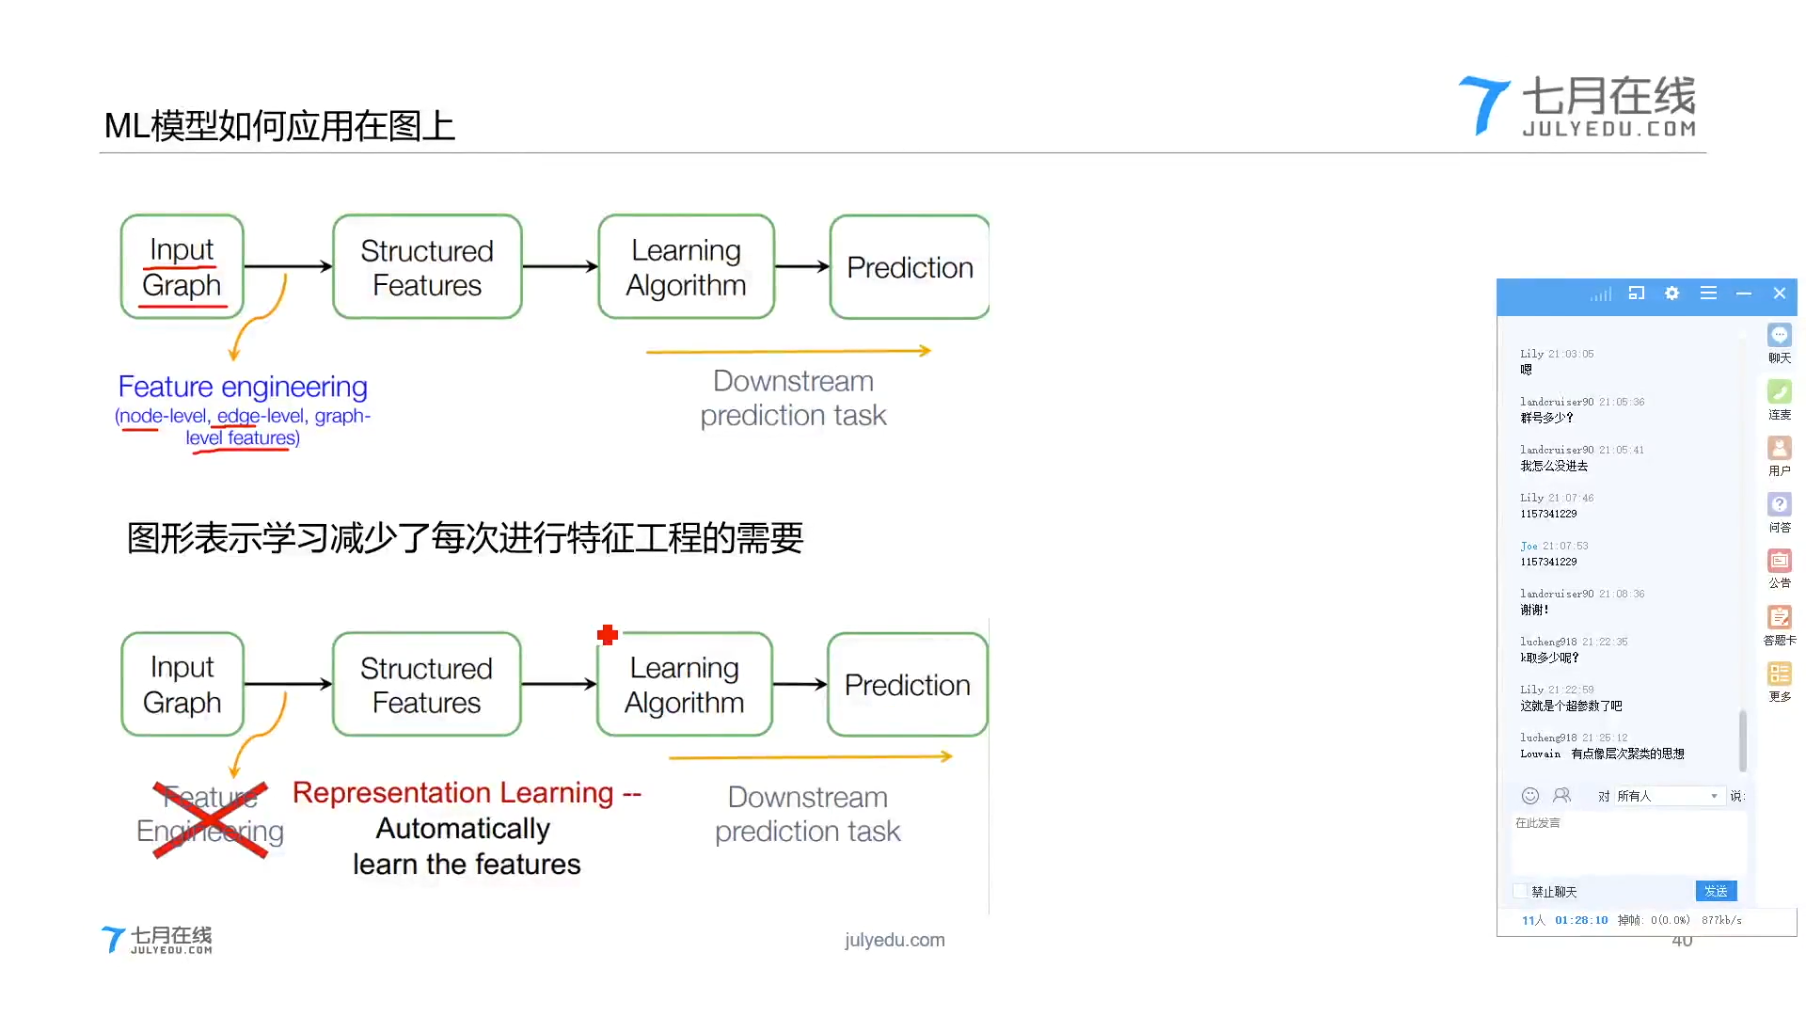 ML模型如何应用在图上
七月在线
JULYEDU.COM
Input
Graph
Structured
Features
Learning
Algorithm
Prediction
Feature engineering
(node-level, edge-level, graph-
level features)
Downstream
prediction task
图形表示学习减少了每次进行特征工程的需要
Input
Graph
Structured
Features
Learning
Algorithm
Prediction
Feature
Engineering
Representation Learning --
Automatically
learn the features
Downstream
prediction task
七月在线
JULYEDU.COM
julyedu.com
40
Lily 21:03:05
嗯
landcruiser90 21:05:36
群号多少?
landcruiser90 21:05:41
我怎么没进去
Lily 21:07:46
1157341229
Joe 21:07:53
1157341229
landcruiser90 21:08:36
谢谢!
lucheng918 21:22:35
k取多少呢?
Lily 21:22:59
这就是个超参数了吧
lucheng918 21:25:12
Louvain 有点像层次聚类的思想
对 所有人 说:
在此发言
禁止聊天
发送
11人 01:28:10 掉帧: 0(0.0%) 877kb/s
聊天
连麦
用户
问答
公告
答题卡
更多